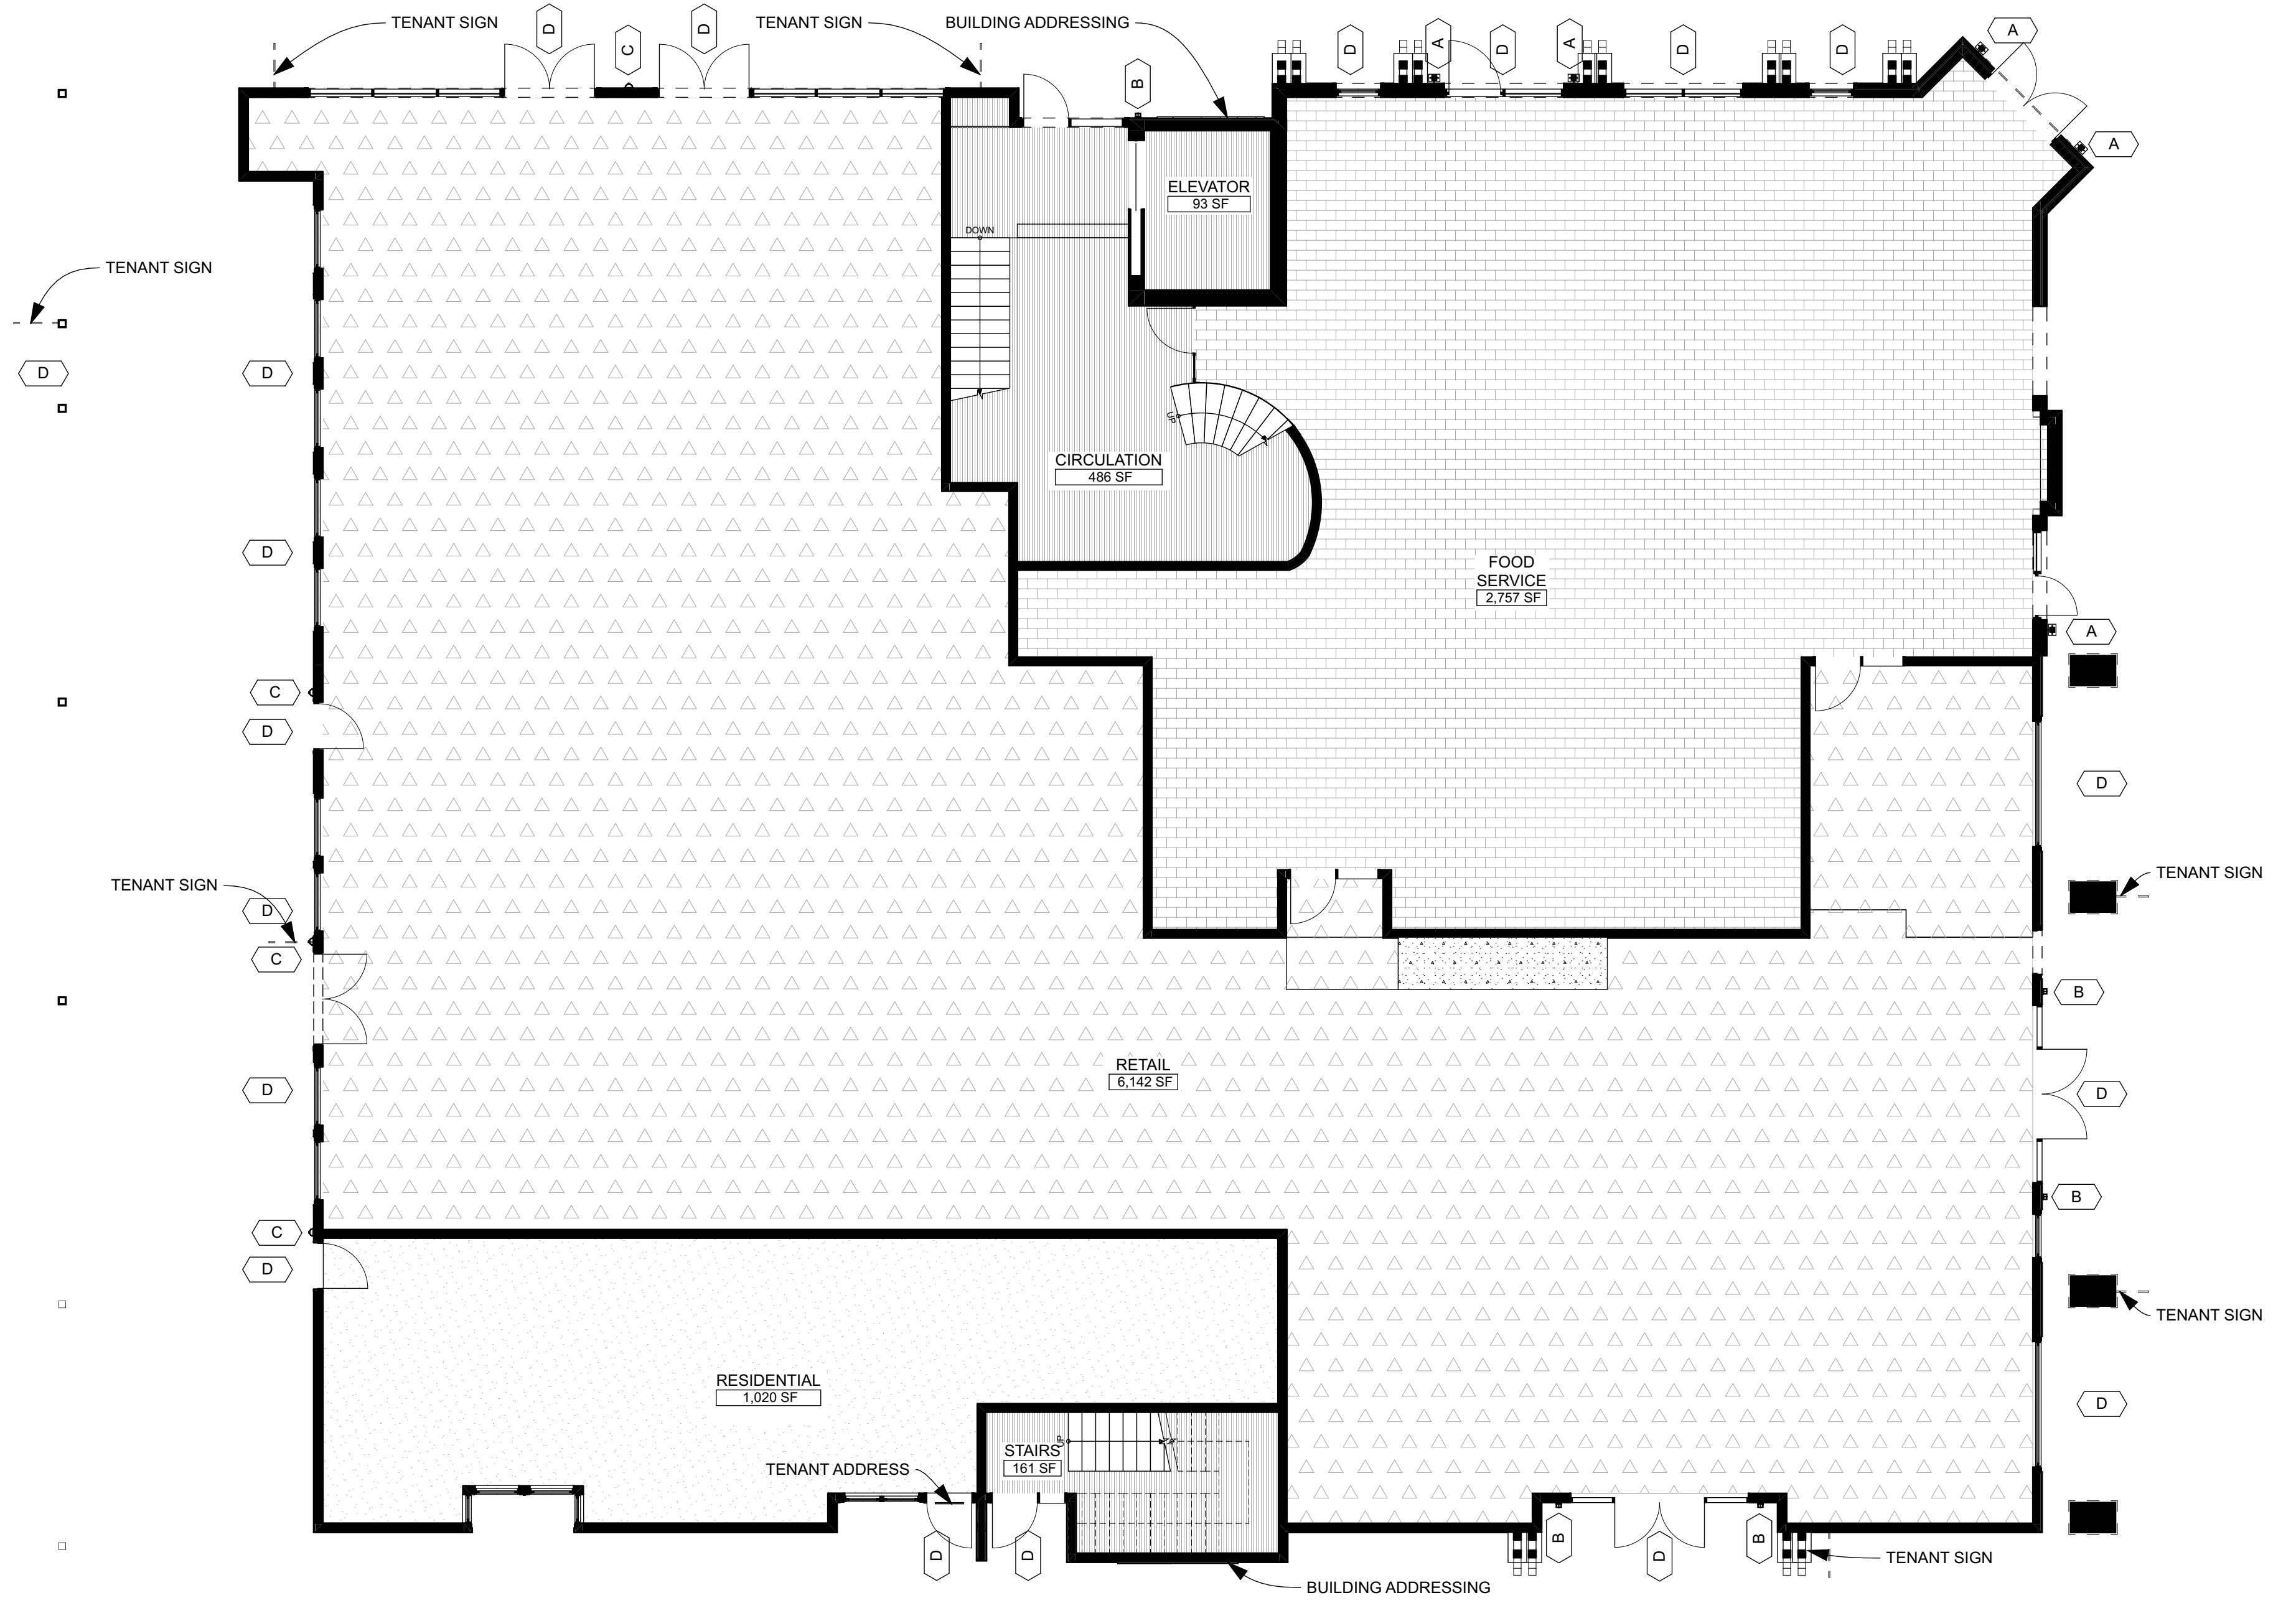 TENANT SIGN
TENANT SIGN
BUILDING ADDRESSING
D
C
D
B
D
A
D
A
D
D
A
A
ELEVATOR
93 SF
DOWN
TENANT SIGN
D
D
UP
CIRCULATION
486 SF
D
FOOD
SERVICE
2,757 SF
A
C
D
D
TENANT SIGN
TENANT SIGN
D
C
B
RETAIL
6,142 SF
D
D
B
C
D
TENANT SIGN
RESIDENTIAL
1,020 SF
D
UP
STAIRS
161 SF
TENANT ADDRESS
D
D
B
D
B
TENANT SIGN
BUILDING ADDRESSING